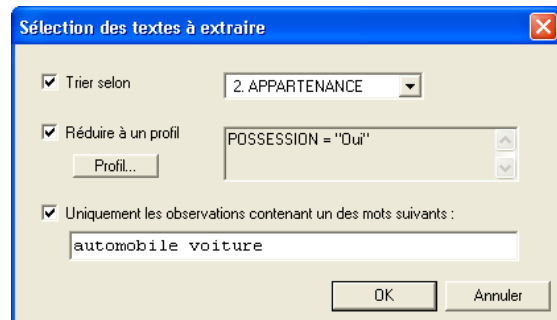 Sélection des textes à extraire
Trier selon
2. APPARTENANCE
Réduire à un profil
POSSESSION = "Oui"
Profil...
Uniquement les observations contenant un des mots suivants :
automobile voiture
OK
Annuler